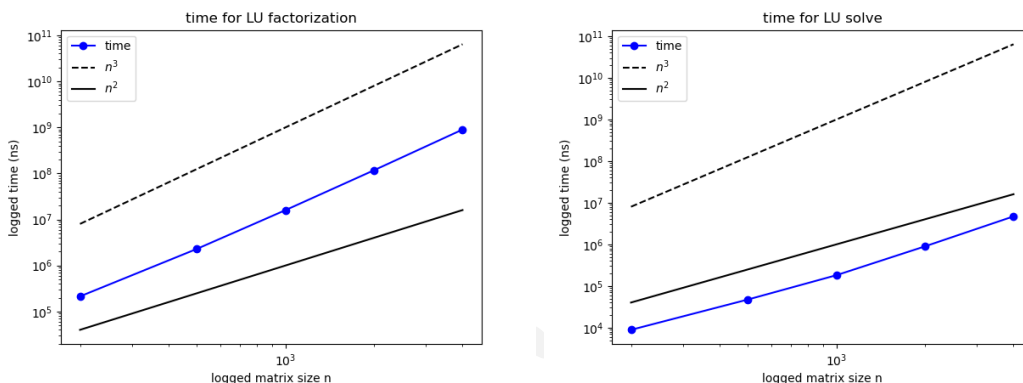 time for LU factorization
time
n³
n²
10¹¹
10¹⁰
10⁹
10⁸
10⁷
10⁶
10⁵
logged time (ns)
10³
logged matrix size n
time for LU solve
time
n³
n²
10¹¹
10¹⁰
10⁹
10⁸
10⁷
10⁶
10⁵
10⁴
logged time (ns)
10³
logged matrix size n